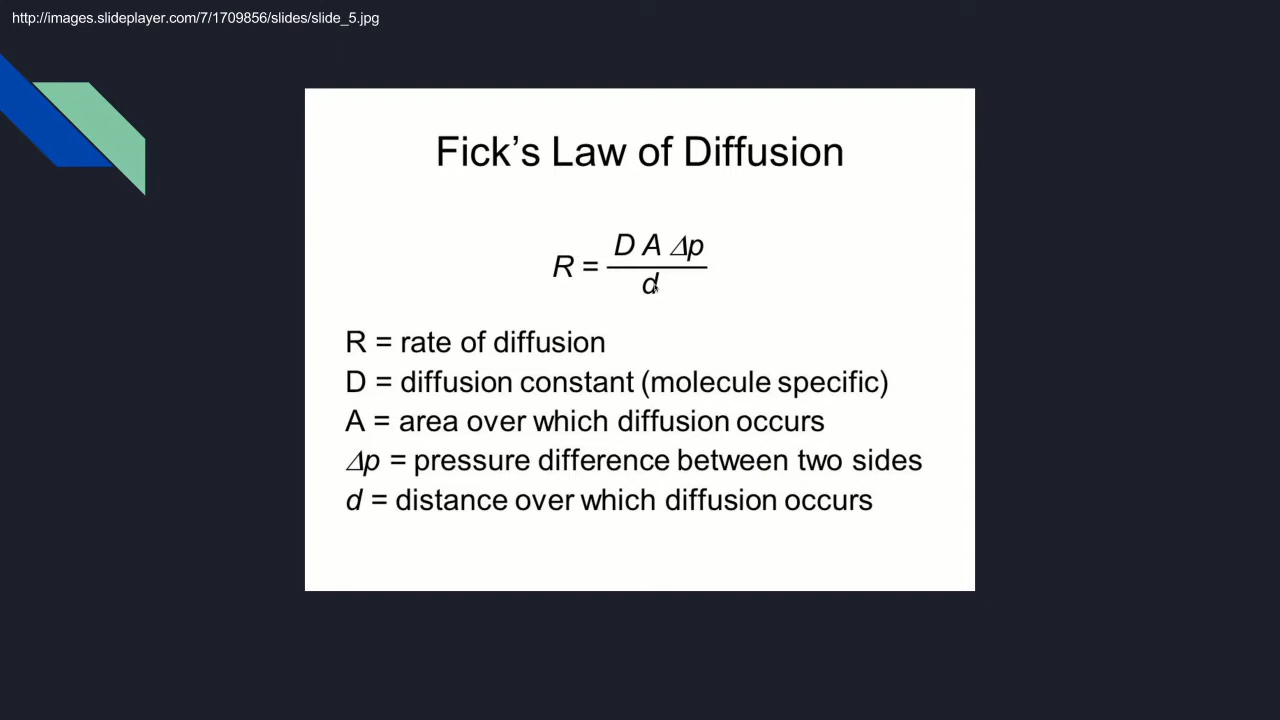 http://images.slideplayer.com/7/1709856/slides/slide_5.jpg
Fick’s Law of Diffusion
R = D A Δp
d
R = rate of diffusion
D = diffusion constant (molecule specific)
A = area over which diffusion occurs
Δp = pressure difference between two sides
d = distance over which diffusion occurs